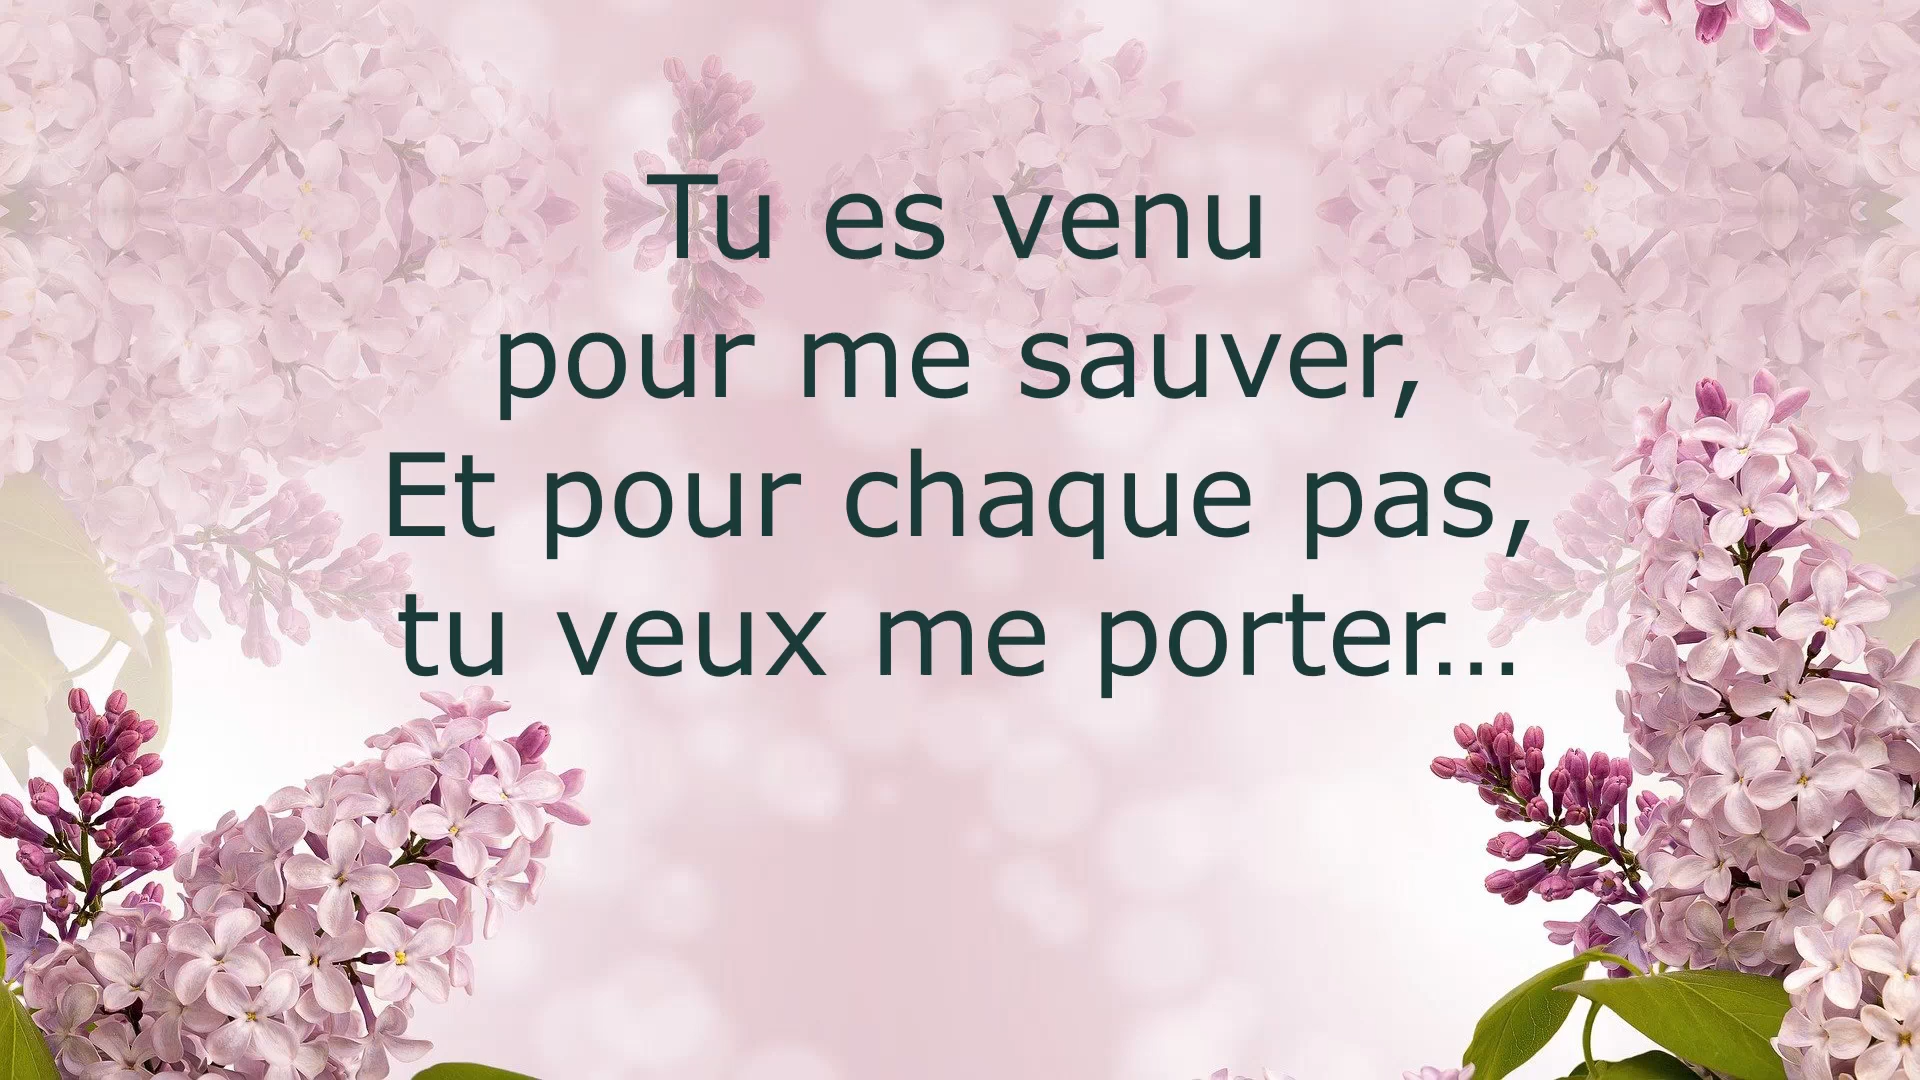 Tu es venu
pour me sauver,
Et pour chaque pas,
tu veux me porter...